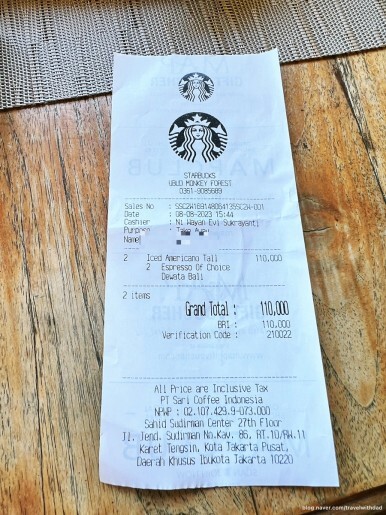 STARBUCKS
UBUD MONKEY FOREST
0361-9085689
Sales No :
Date : 08-08-2023 15:44
Cashier : Ni Wayan Evi Sukrayanti
Purpose : Take Away
Name
2 Iced Americano Tall 110,000
2 Espresso Of Choice
Dewata Bali
2 items
Grand Total : 110,000
BRI : 110,000
Verification Code : 210022
All Price are Inclusive Tax
PT Sari Coffee Indonesia
NPWP : 02.107.429.9-073.000
Sahid Sudirman Center 27th Floor
Jl. Jend. Sudirman No.Kav. 86, RT.10/RW.11
Karet Tengsin, Kota Jakarta Pusat,
Daerah Khusus Ibukota Jakarta 10220
blog.naver.com/travelwithdad